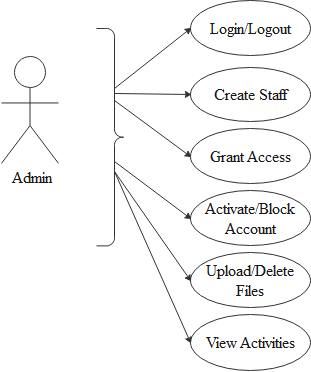 Login/Logout
Create Staff
Grant Access
Admin
Activate/Block
Account
Upload/Delete
Files
View Activities